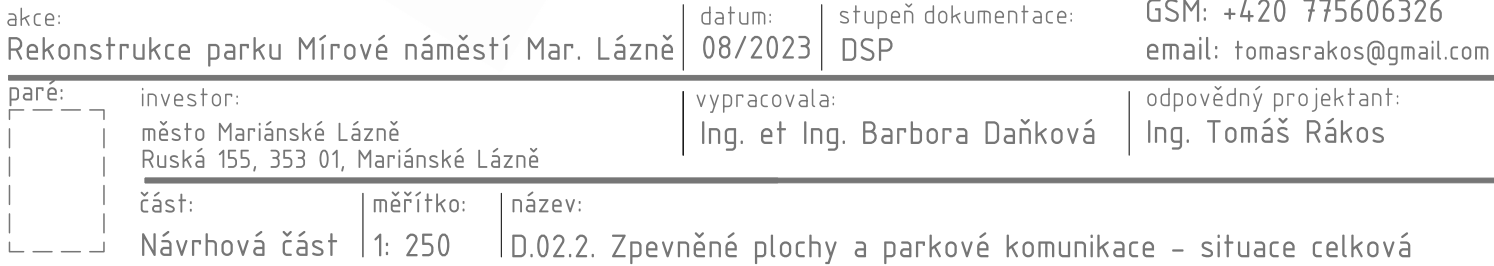 akce:
Rekonstrukce parku Mírové náměstí Mar. Lázně
datum:
08/2023
stupeň dokumentace:
DSP
GSM: +420 775606326
email: tomasrakos@gmail.com
paré:
investor:
město Mariánské Lázně
Ruská 155, 353 01, Mariánské Lázně
vypracovala:
Ing. et Ing. Barbora Daňková
odpovědný projektant:
Ing. Tomáš Rákos
část:
Návrhová část
měřítko:
1: 250
název:
D.02.2. Zpevněné plochy a parkové komunikace - situace celková